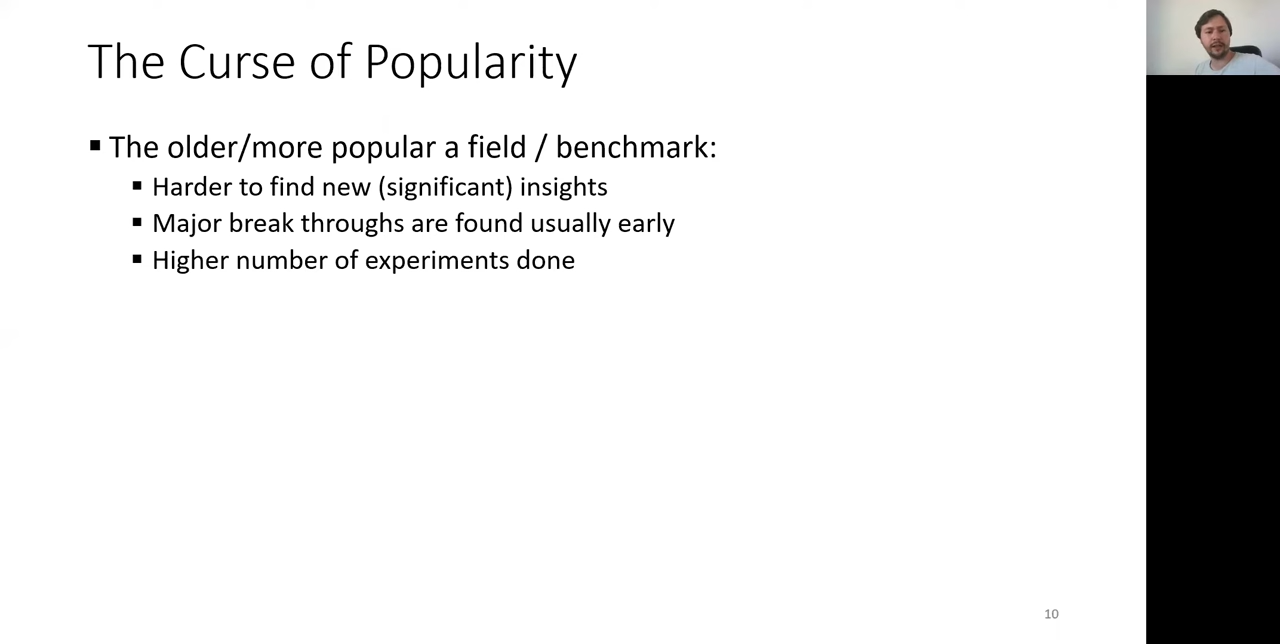 The Curse of Popularity
▪ The older/more popular a field / benchmark:
▪ Harder to find new (significant) insights
▪ Major break throughs are found usually early
▪ Higher number of experiments done
10